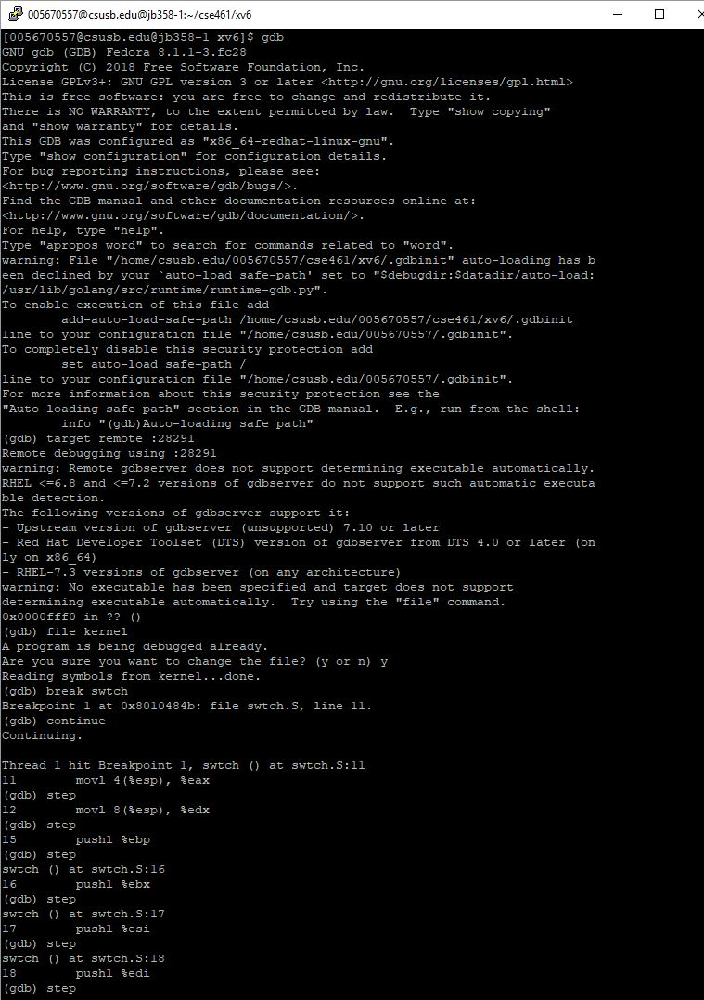 005670557@csusb.edu@jb358-1:~/cse461/xv6
[005670557@csusb.edu@jb358-1 xv6]$ gdb
GNU gdb (GDB) Fedora 8.1.1-3.fc28
Copyright (C) 2018 Free Software Foundation, Inc.
License GPLv3+: GNU GPL version 3 or later <http://gnu.org/licenses/gpl.html>
This is free software: you are free to change and redistribute it.
There is NO WARRANTY, to the extent permitted by law.  Type "show copying"
and "show warranty" for details.
This GDB was configured as "x86_64-redhat-linux-gnu".
Type "show configuration" for configuration details.
For bug reporting instructions, please see:
<http://www.gnu.org/software/gdb/bugs/>.
Find the GDB manual and other documentation resources online at:
<http://www.gnu.org/software/gdb/documentation/>.
For help, type "help".
Type "apropos word" to search for commands related to "word".
warning: File "/home/csusb.edu/005670557/cse461/xv6/.gdbinit" auto-loading has b
een declined by your `auto-load safe-path' set to "$debugdir:$datadir/auto-load:
/usr/lib/golang/src/runtime/runtime-gdb.py".
To enable execution of this file add
        add-auto-load-safe-path /home/csusb.edu/005670557/cse461/xv6/.gdbinit
line to your configuration file "/home/csusb.edu/005670557/.gdbinit".
To completely disable this security protection add
        set auto-load safe-path /
line to your configuration file "/home/csusb.edu/005670557/.gdbinit".
For more information about this security protection see the
"Auto-loading safe path" section in the GDB manual.  E.g., run from the shell:
        info "(gdb)Auto-loading safe path"
(gdb) target remote :28291
Remote debugging using :28291
warning: Remote gdbserver does not support determining executable automatically.
RHEL <=6.8 and <=7.2 versions of gdbserver do not support such automatic executa
ble detection.
The following versions of gdbserver support it:
- Upstream version of gdbserver (unsupported) 7.10 or later
- Red Hat Developer Toolset (DTS) version of gdbserver from DTS 4.0 or later (on
ly on x86_64)
- RHEL-7.3 versions of gdbserver (on any architecture)
warning: No executable has been specified and target does not support
determining executable automatically.  Try using the "file" command.
0x0000fff0 in ?? ()
(gdb) file kernel
A program is being debugged already.
Are you sure you want to change the file? (y or n) y
Reading symbols from kernel...done.
(gdb) break swtch
Breakpoint 1 at 0x8010484b: file swtch.S, line 11.
(gdb) continue
Continuing.

Thread 1 hit Breakpoint 1, swtch () at swtch.S:11
11        movl 4(%esp), %eax
(gdb) step
12        movl 8(%esp), %edx
(gdb) step
15        pushl %ebp
(gdb) step
swtch () at swtch.S:16
16        pushl %ebx
(gdb) step
swtch () at swtch.S:17
17        pushl %esi
(gdb) step
swtch () at swtch.S:18
18        pushl %edi
(gdb) step